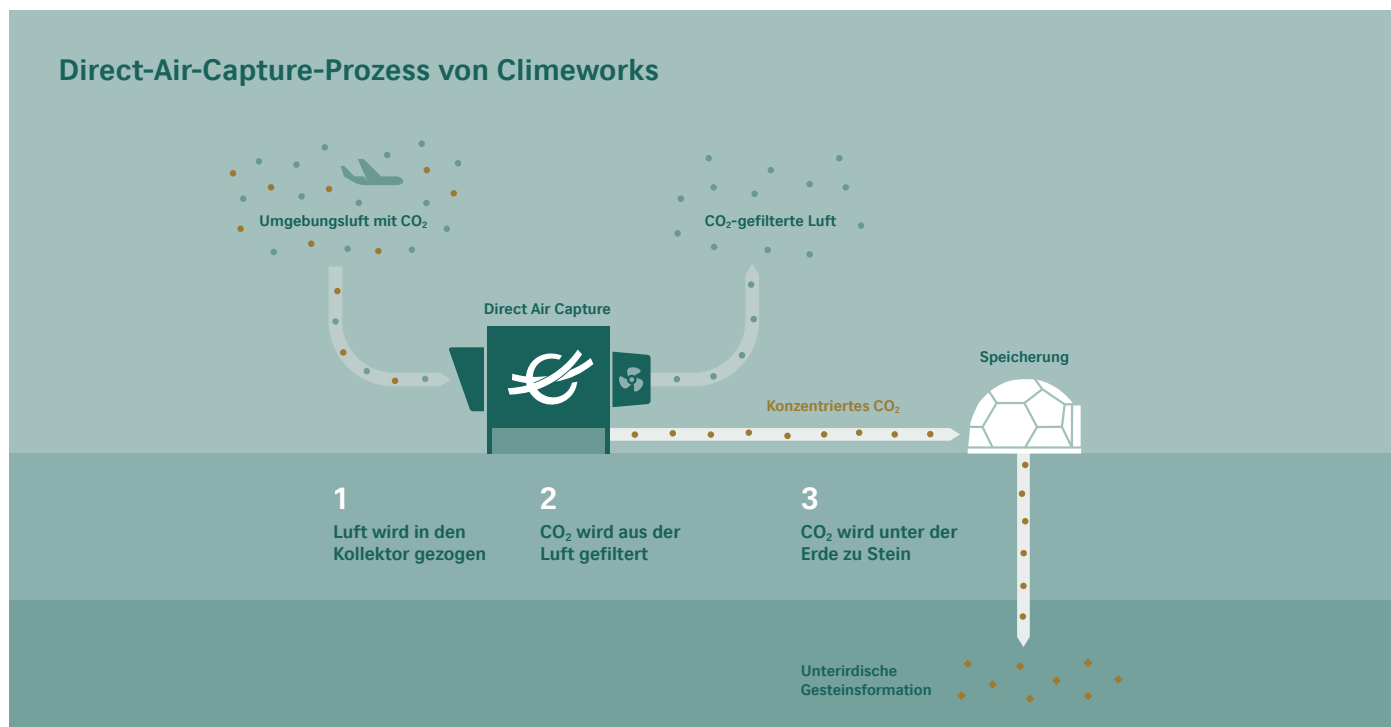 Direct-Air-Capture-Prozess von Climeworks
Umgebungsluft mit CO₂
CO₂-gefilterte Luft
Direct Air Capture
Speicherung
Konzentriertes CO₂
1
Luft wird in den
Kollektor gezogen
2
CO₂ wird aus der
Luft gefiltert
3
CO₂ wird unter der
Erde zu Stein
Unterirdische
Gesteinsformation